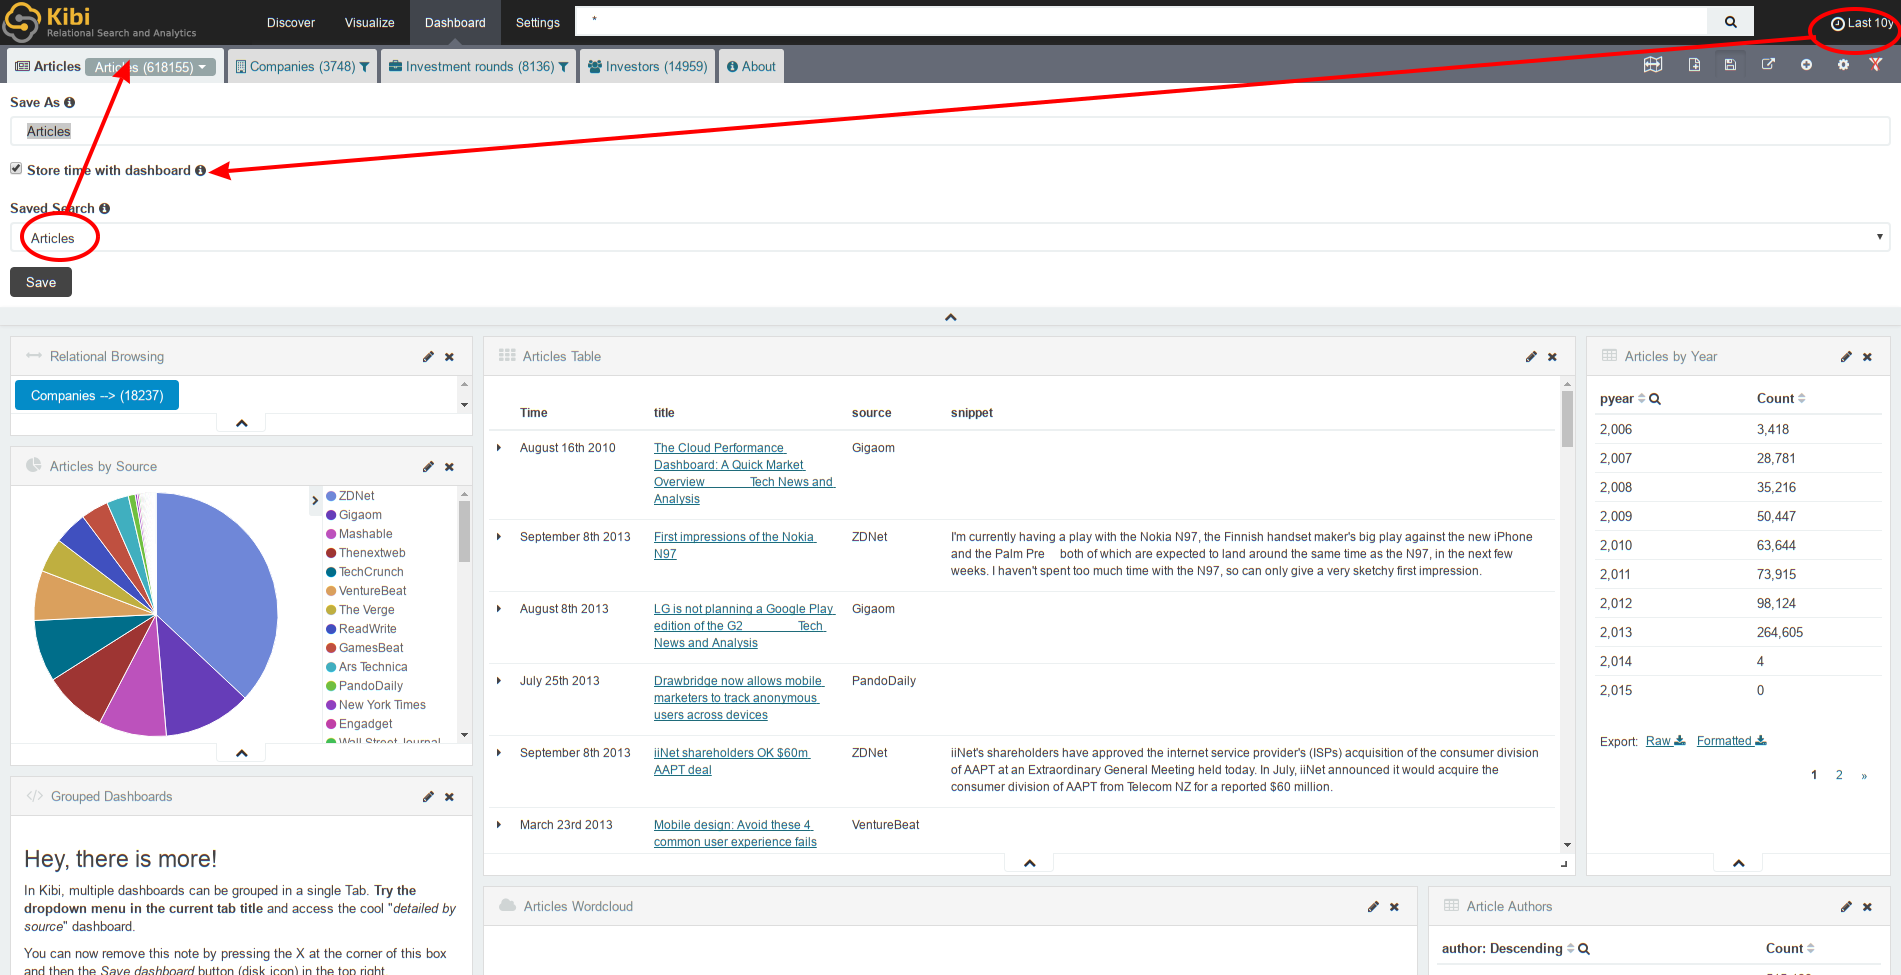 Kibi
Relational Search and Analytics
Discover
Visualize
Dashboard
Settings
*
Last 10y
Articles
Articles (618155)
Companies (3748)
Investment rounds (8136)
Investors (14959)
About
Save As
Articles
Store time with dashboard
Saved Search
Articles
Save
Relational Browsing
Companies --> (18237)
Articles by Source
ZDNet
Gigaom
Mashable
Thenextweb
TechCrunch
VentureBeat
The Verge
ReadWrite
GamesBeat
Ars Technica
PandoDaily
New York Times
Engadget
Wall Street Journal
Grouped Dashboards
Hey, there is more!
In Kibi, multiple dashboards can be grouped in a single Tab. Try the
dropdown menu in the current tab title and access the cool "detailed by
source" dashboard.
You can now remove this note by pressing the X at the corner of this box
and then the Save dashboard button (disk icon) in the top right
Articles Table
Time title source snippet
August 16th 2010
The Cloud Performance
Dashboard: A Quick Market
Overview Tech News and
Analysis
Gigaom
September 8th 2013
First impressions of the Nokia
N97
ZDNet
I'm currently having a play with the Nokia N97, the Finnish handset maker's big play against the new iPhone
and the Palm Pre both of which are expected to land around the same time as the N97, in the next few
weeks. I haven't spent too much time with the N97, so can only give a very sketchy first impression.
August 8th 2013
LG is not planning a Google Play
edition of the G2 Tech
News and Analysis
Gigaom
July 25th 2013
Drawbridge now allows mobile
marketers to track anonymous
users across devices
PandoDaily
September 8th 2013
iiNet shareholders OK $60m
AAPT deal
ZDNet
iiNet's shareholders have approved the internet service provider's (ISPs) acquisition of the consumer division
of AAPT at an Extraordinary General Meeting held today. In July, iiNet announced it would acquire the
consumer division of AAPT from Telecom NZ for a reported $60 million.
March 23rd 2013
Mobile design: Avoid these 4
common user experience fails
VentureBeat
Articles by Year
pyear Count
2,006 3,418
2,007 28,781
2,008 35,216
2,009 50,447
2,010 63,644
2,011 73,915
2,012 98,124
2,013 264,605
2,014 4
2,015 0
Export: Raw Formatted
1 2 »
Articles Wordcloud
Article Authors
author: Descending Count